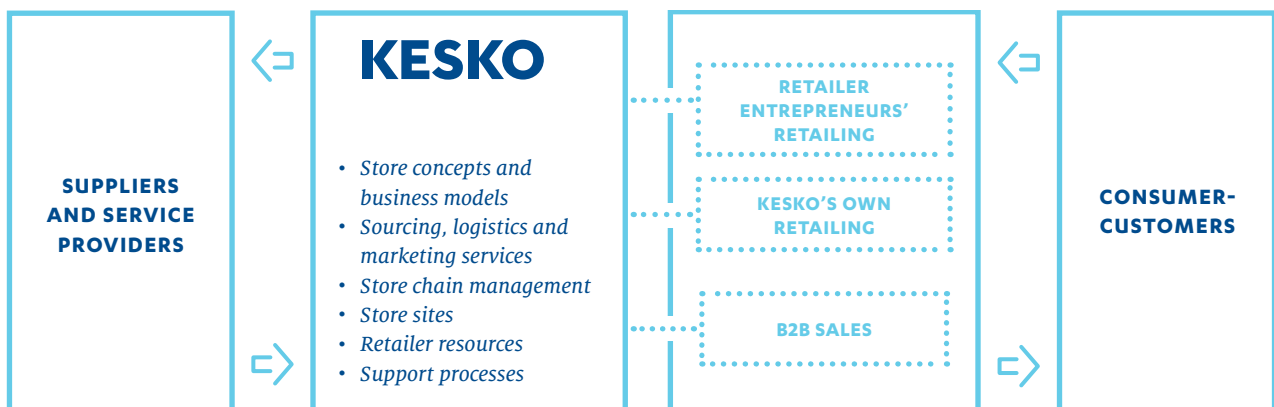 SUPPLIERS
AND SERVICE
PROVIDERS
KESKO
• Store concepts and
business models
• Sourcing, logistics and
marketing services
• Store chain management
• Store sites
• Retailer resources
• Support processes
RETAILER
ENTREPRENEURS’
RETAILING
KESKO’S OWN
RETAILING
B2B SALES
CONSUMER-
CUSTOMERS